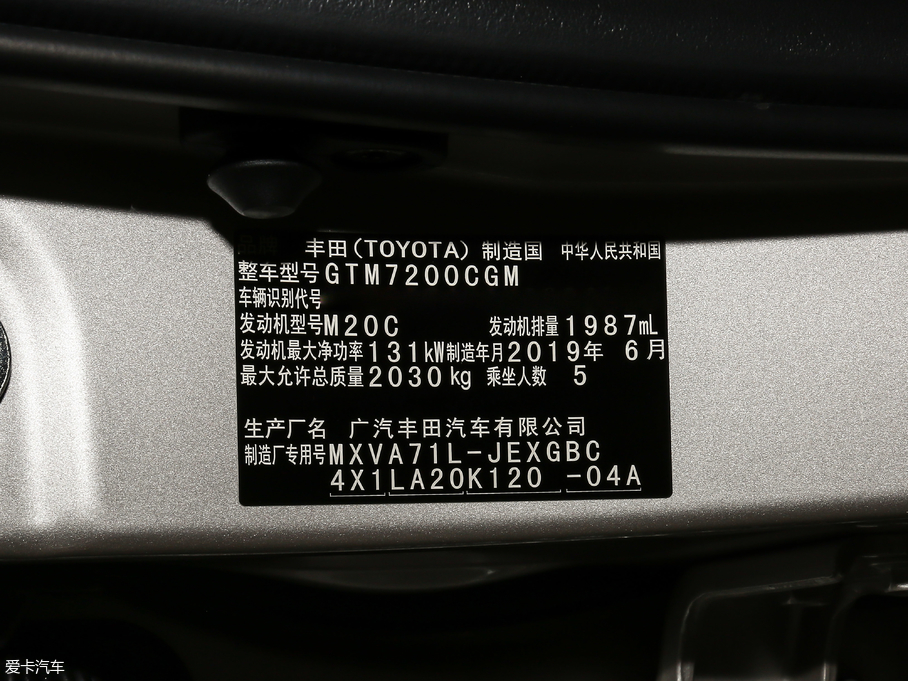 丰田(TOYOTA) 制造国 中华人民共和国
整车型号GTM7200CGM
车辆识别代号
发动机型号M20C 发动机排量1987mL
发动机最大净功率131kW制造年月2019年 6月
最大允许总质量2030kg 乘坐人数 5
生产厂名 广汽丰田汽车有限公司
制造厂专用号MXVA71L-JEXGBC
4X1LA20K120 -04A
爱卡汽车